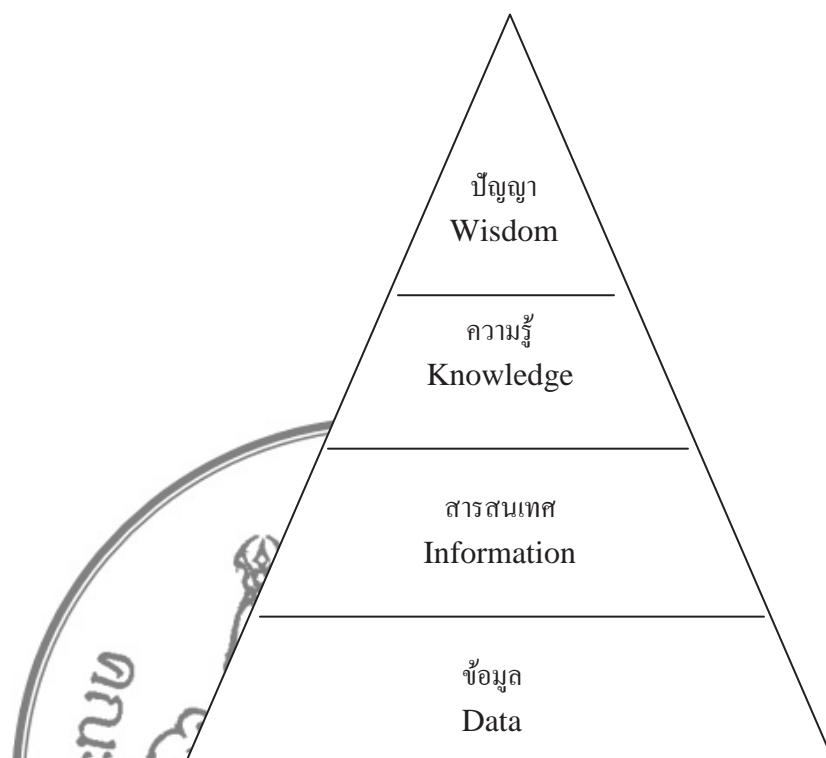 ปัญญา
Wisdom
ความรู้
Knowledge
สารสนเทศ
Information
ข้อมูล
Data